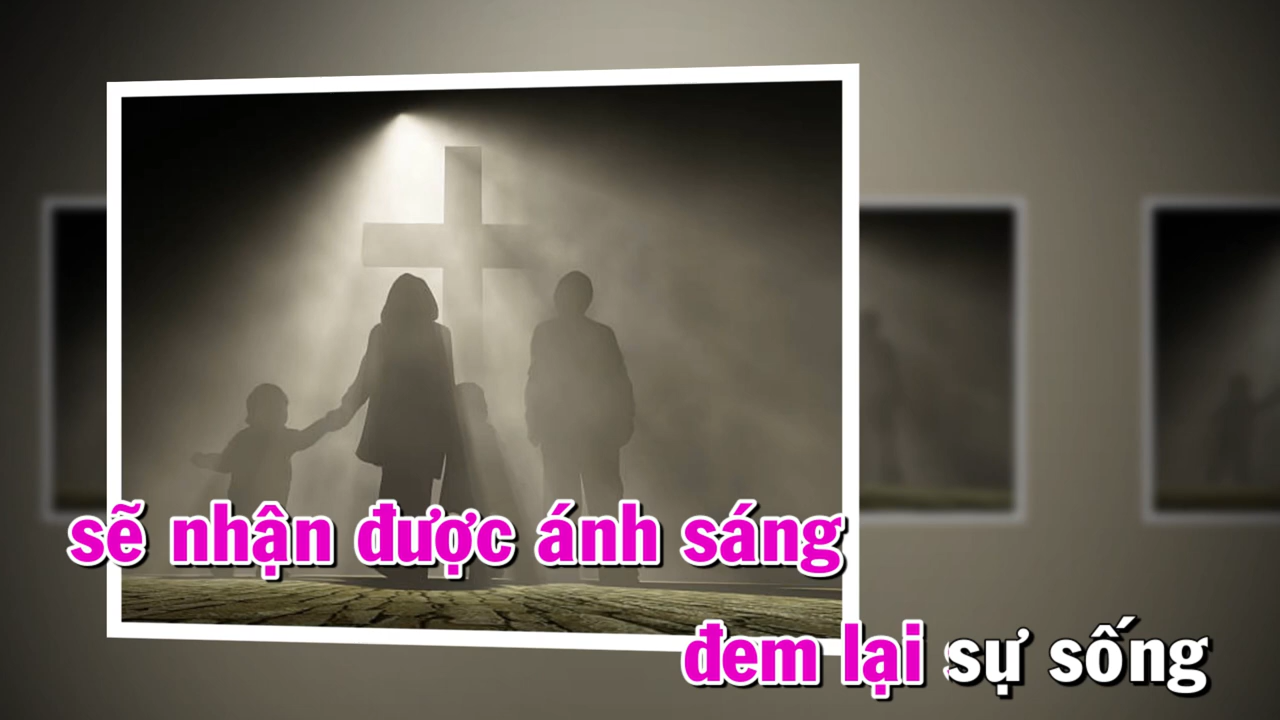 sẽ nhận được ánh sáng
đem lại sự sống